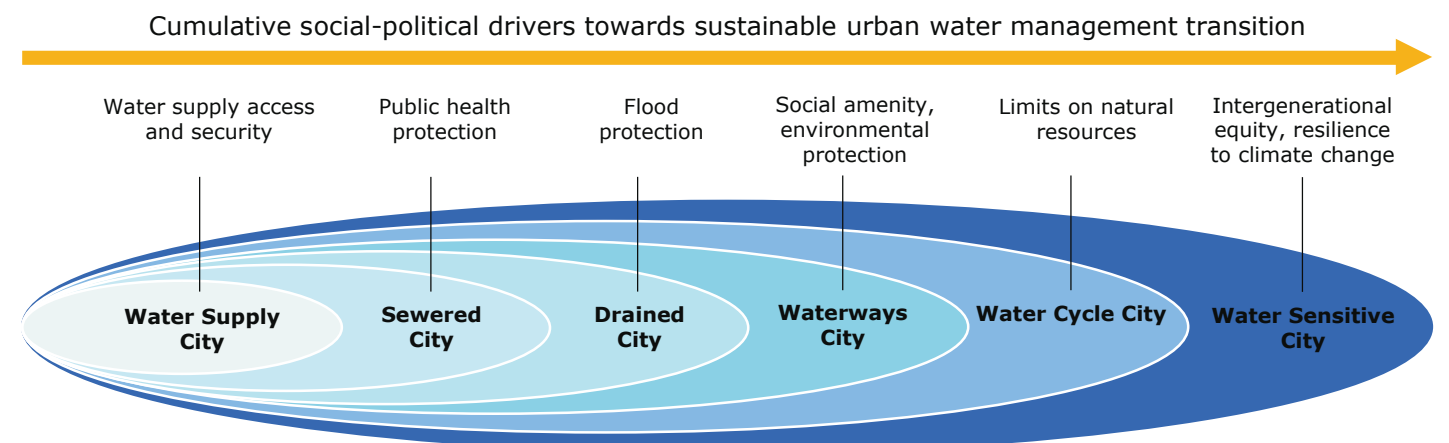 Cumulative social-political drivers towards sustainable urban water management transition
Water supply access
and security
Public health
protection
Flood
protection
Social amenity,
environmental
protection
Limits on natural
resources
Intergenerational
equity, resilience
to climate change
Water Supply
City
Sewered
City
Drained
City
Waterways
City
Water Cycle City
Water Sensitive
City